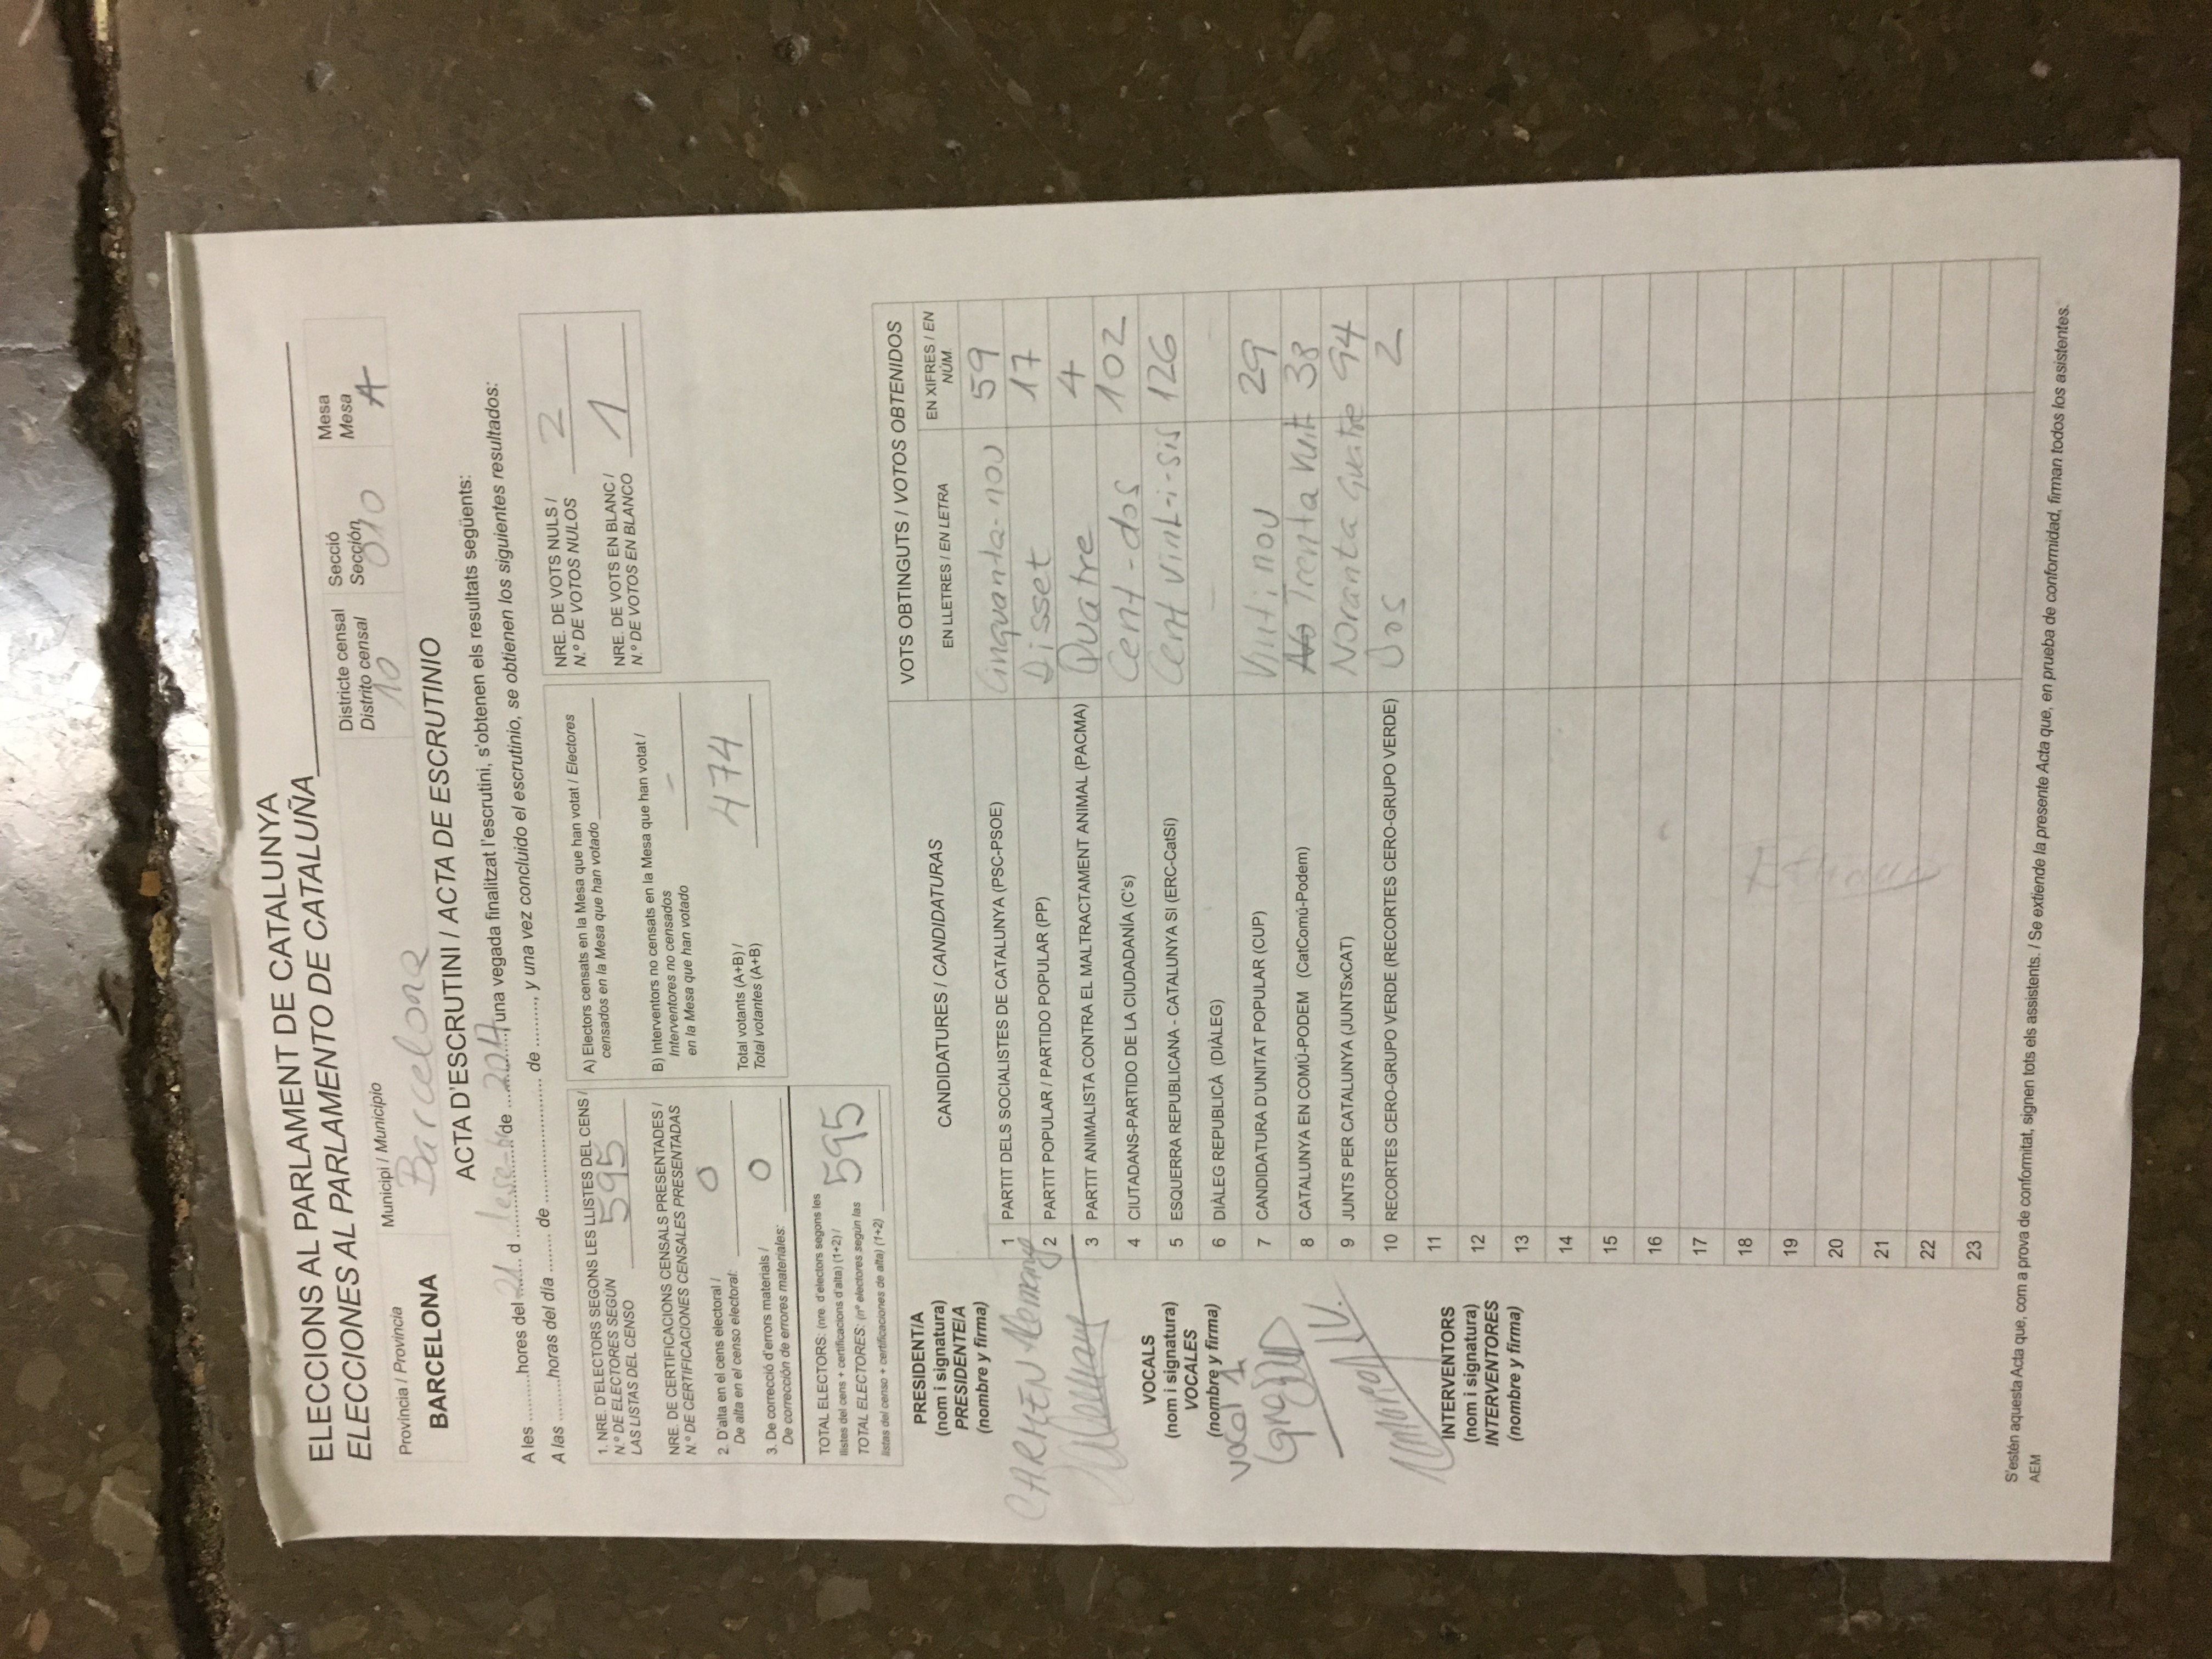 ELECCIONS AL PARLAMENT DE CATALUNYA
ELECCIONES AL PARLAMENTO DE CATALUÑA
Província / Provincia
BARCELONA
Municipi / Municipio
Barcelona
Districte censal
Distrito censal
10
Secció
Sección
010
Mesa
Mesa
A
ACTA D'ESCRUTINI / ACTA DE ESCRUTINIO
A les ..........hores del 21 d desembre de 2017, una vegada finalitzat l'escrutini, s'obtenen els resultats següents:
A las ..........horas del día ........ de ......................... de ........., y una vez concluido el escrutinio, se obtienen los siguientes resultados:
1. NRE. D'ELECTORS SEGONS LES LLISTES DEL CENS /
N.º DE ELECTORES SEGÚN
LAS LISTAS DEL CENSO 595
NRE. DE CERTIFICACIONS CENSALS PRESENTADES /
N.º DE CERTIFICACIONES CENSALES PRESENTADAS
2. D'alta en el cens electoral /
De alta en el censo electoral: 0
3. De correcció d'errors materials /
De corrección de errores materiales: 0
TOTAL ELECTORS: (nre. d'electors segons les
llistes del cens + certificacions d'alta) (1+2) /
TOTAL ELECTORES: (nº electores según las
listas del censo + certificaciones de alta) (1+2) 595
A) Electors censats en la Mesa que han votat / Electores
censados en la Mesa que han votado
B) Interventors no censats en la Mesa que han votat /
Interventores no censados
en la Mesa que han votado –
Total votants (A+B) /
Total votantes (A+B) 474
NRE. DE VOTS NULS /
N.º DE VOTOS NULOS 2
NRE. DE VOTS EN BLANC /
N.º DE VOTOS EN BLANCO 1
PRESIDENT/A
(nom i signatura)
PRESIDENTE/A
(nombre y firma)
CARMEN Alemany
VOCALS
(nom i signatura)
VOCALES
(nombre y firma)
vocal 1
INTERVENTORS
(nom i signatura)
INTERVENTORES
(nombre y firma)
CANDIDATURES / CANDIDATURAS
VOTS OBTINGUTS / VOTOS OBTENIDOS
EN LLETRES / EN LETRA
EN XIFRES / EN NÚM.
1 PARTIT DELS SOCIALISTES DE CATALUNYA (PSC-PSOE) Cinquanta-nou 59
2 PARTIT POPULAR / PARTIDO POPULAR (PP) Disset 17
3 PARTIT ANIMALISTA CONTRA EL MALTRACTAMENT ANIMAL (PACMA) Quatre 4
4 CIUTADANS-PARTIDO DE LA CIUDADANÍA (C's) Cent-dos 102
5 ESQUERRA REPUBLICANA - CATALUNYA SI (ERC-CatSí) Cent vint-i-sis 126
6 DIÀLEG REPUBLICÀ (DIÀLEG) – –
7 CANDIDATURA D'UNITAT POPULAR (CUP) Vint i nou 29
8 CATALUNYA EN COMÚ-PODEM (CatComú-Podem) No Trenta vuit 38
9 JUNTS PER CATALUNYA (JUNTSxCAT) Noranta quatre 94
10 RECORTES CERO-GRUPO VERDE (RECORTES CERO-GRUPO VERDE) Dos 2
11
12
13
14
15
16
17
18
19
20
21
22
23
S'estén aquesta Acta que, com a prova de conformitat, signen tots els assistents. / Se extiende la presente Acta que, en prueba de conformidad, firman todos los asistentes.
AEM